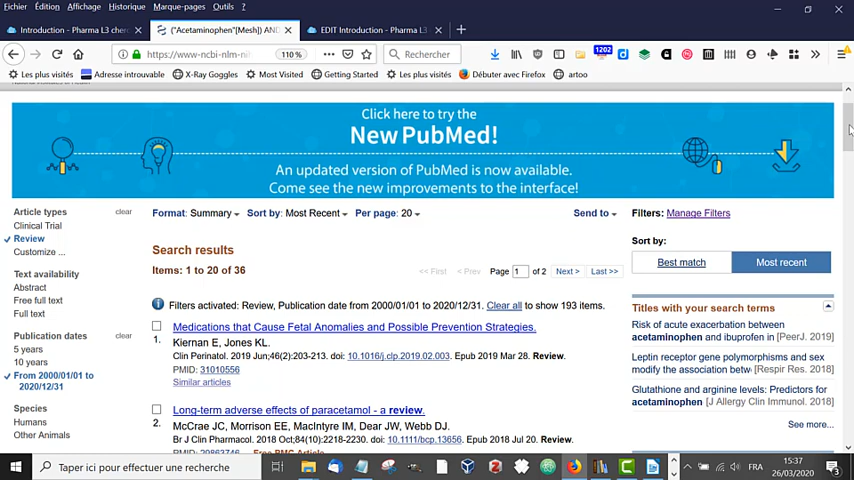 Fichier Édition Affichage Historique Marque-pages Outils
Introduction - Pharma L3 cherc
("Acetaminophen"[Mesh]) AND
EDIT Introduction - Pharma L3
https://www-ncbi-nlm-ni
110 %
Rechercher
1202
Les plus visités
Adresse introuvable
X-Ray Goggles
Most Visited
Getting Started
Les plus visités
Débuter avec Firefox
artoo
Click here to try the
New PubMed!
An updated version of PubMed is now available.
Come see the new improvements to the interface!
Article types
clear
Clinical Trial
Review
Customize ...
Text availability
Abstract
Free full text
Full text
Publication dates
clear
5 years
10 years
From 2000/01/01 to
2020/12/31
Species
Humans
Other Animals
Format: Summary
Sort by: Most Recent
Per page: 20
Send to
Search results
Items: 1 to 20 of 36
<< First
< Prev
Page 1 of 2
Next >
Last >>
Filters activated: Review, Publication date from 2000/01/01 to 2020/12/31. Clear all to show 193 items.
Medications that Cause Fetal Anomalies and Possible Prevention Strategies.
1.
Kiernan E, Jones KL.
Clin Perinatol. 2019 Jun;46(2):203-213. doi: 10.1016/j.clp.2019.02.003. Epub 2019 Mar 28. Review.
PMID: 31010556
Similar articles
Long-term adverse effects of paracetamol - a review.
2.
McCrae JC, Morrison EE, MacIntyre IM, Dear JW, Webb DJ.
Br J Clin Pharmacol. 2018 Oct;84(10):2218-2230. doi: 10.1111/bcp.13656. Epub 2018 Jul 20. Review.
Filters: Manage Filters
Sort by:
Best match
Most recent
Titles with your search terms
Risk of acute exacerbation between
acetaminophen and ibuprofen in [PeerJ. 2019]
Leptin receptor gene polymorphisms and sex
modify the association betw [Respir Res. 2018]
Glutathione and arginine levels: Predictors for
acetaminophen [J Allergy Clin Immunol. 2018]
See more...
Taper ici pour effectuer une recherche
FRA
15:37
26/03/2020
3